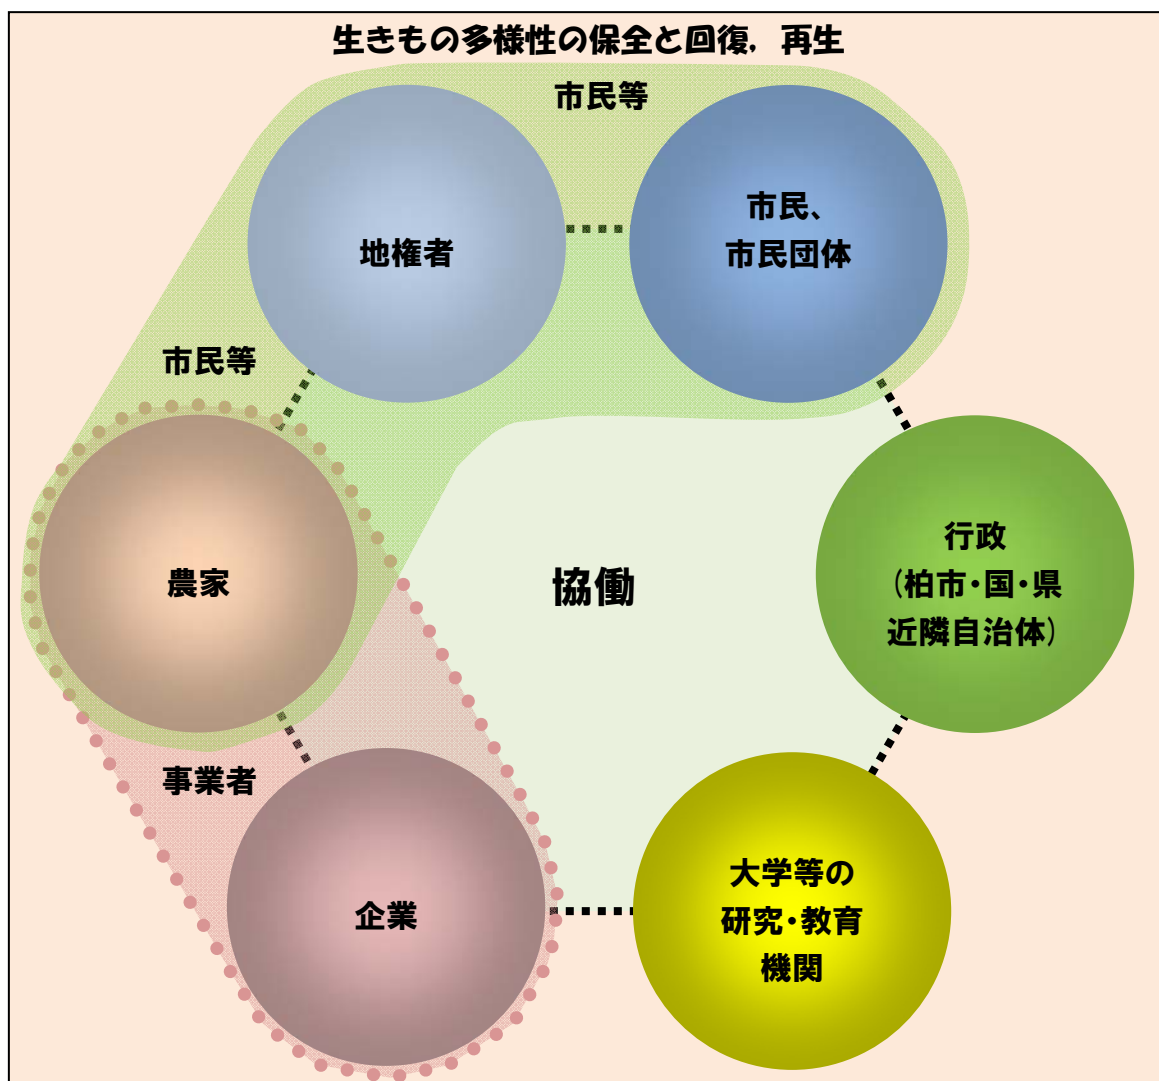 生きもの多様性の保全と回復，再生
市民等
地権者
市民、
市民団体
市民等
農家
協働
行政
（柏市・国・県
近隣自治体）
事業者
企業
大学等の
研究・教育
機関